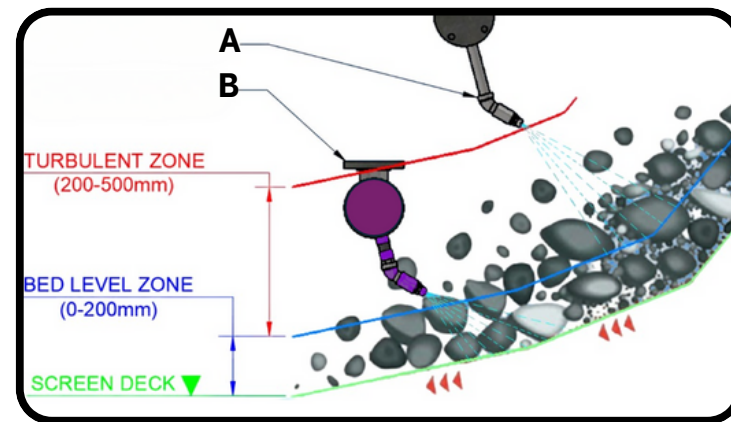 A
B
TURBULENT ZONE
(200-500mm)
BED LEVEL ZONE
(0-200mm)
SCREEN DECK